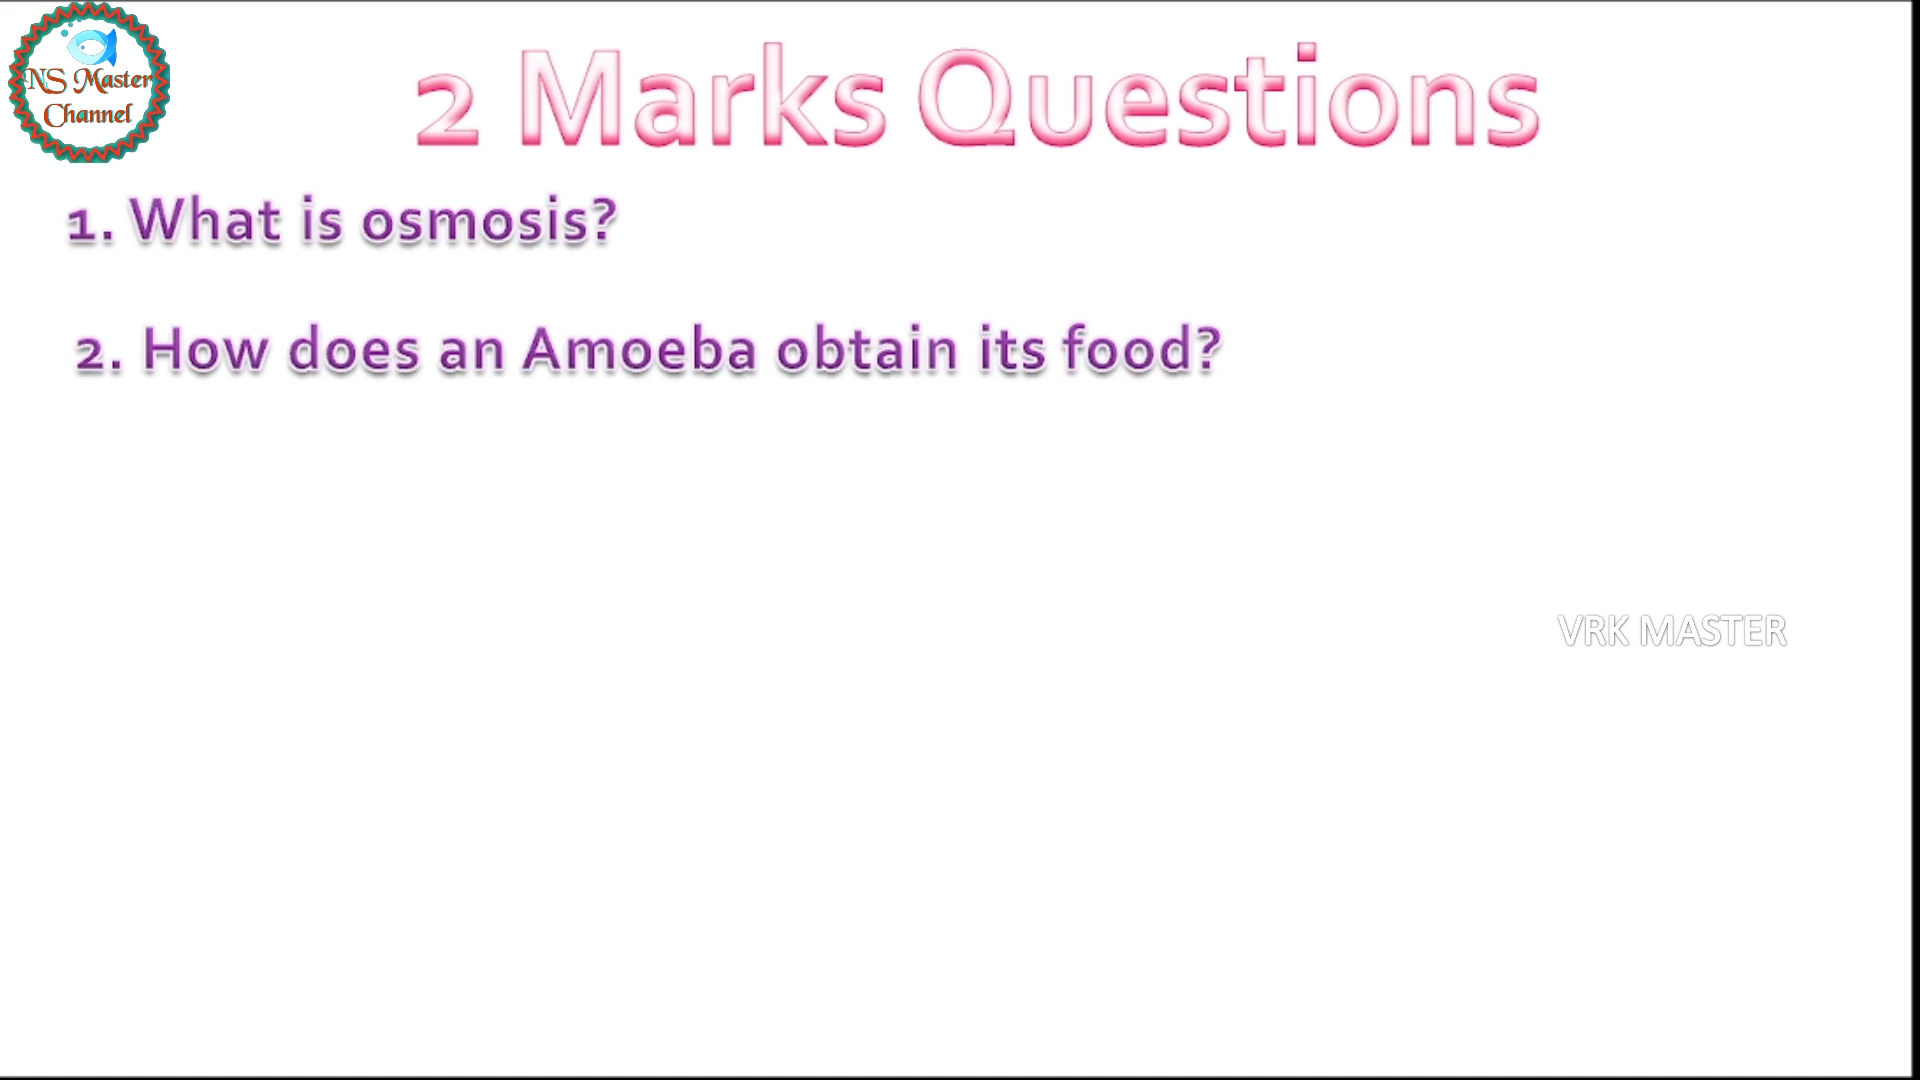 NS Master
Channel
2 Marks Questions
1. What is osmosis?
2. How does an Amoeba obtain its food?
VRK MASTER